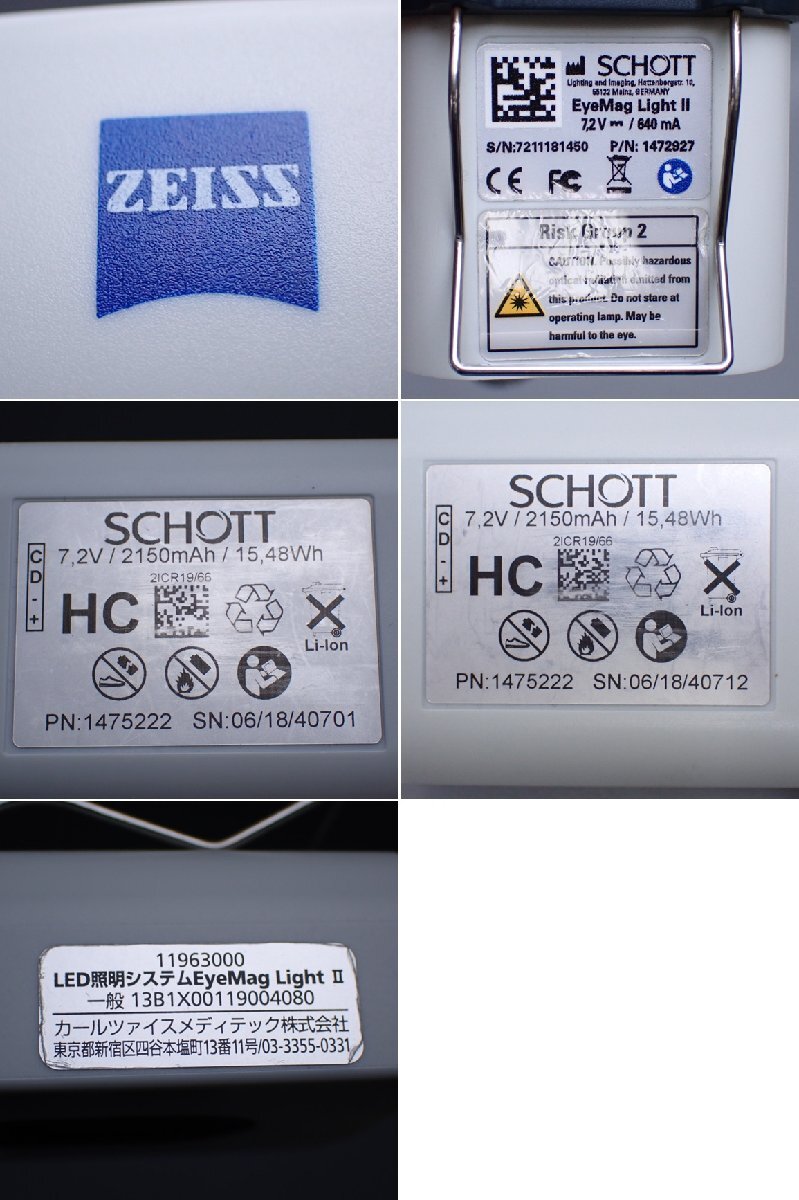 ZEISS
SCHOTT
Lighting and Imaging, Hattenbergstr. 10,
55122 Mainz, GERMANY
EyeMag Light II
7,2V / 640 mA
S/N:7211181450 P/N: 1472927
CE FC
Risk Group 2
CAUTION. Possibly hazardous
optical radiation emitted from
this product. Do not stare at
operating lamp. May be
harmful to the eye.
SCHOTT
7,2V / 2150mAh / 15,48Wh
C D - +
2ICR19/66
HC
Li-Ion
PN:1475222 SN:06/18/40701
SCHOTT
7,2V / 2150mAh / 15,48Wh
C D - +
2ICR19/66
HC
Li-Ion
PN:1475222 SN:06/18/40712
11963000
LED照明システムEyeMag Light Ⅱ
一般 13B1X00119004080
カールツァイスメディテック株式会社
東京都新宿区四谷本塩町13番11号/03-3355-0331